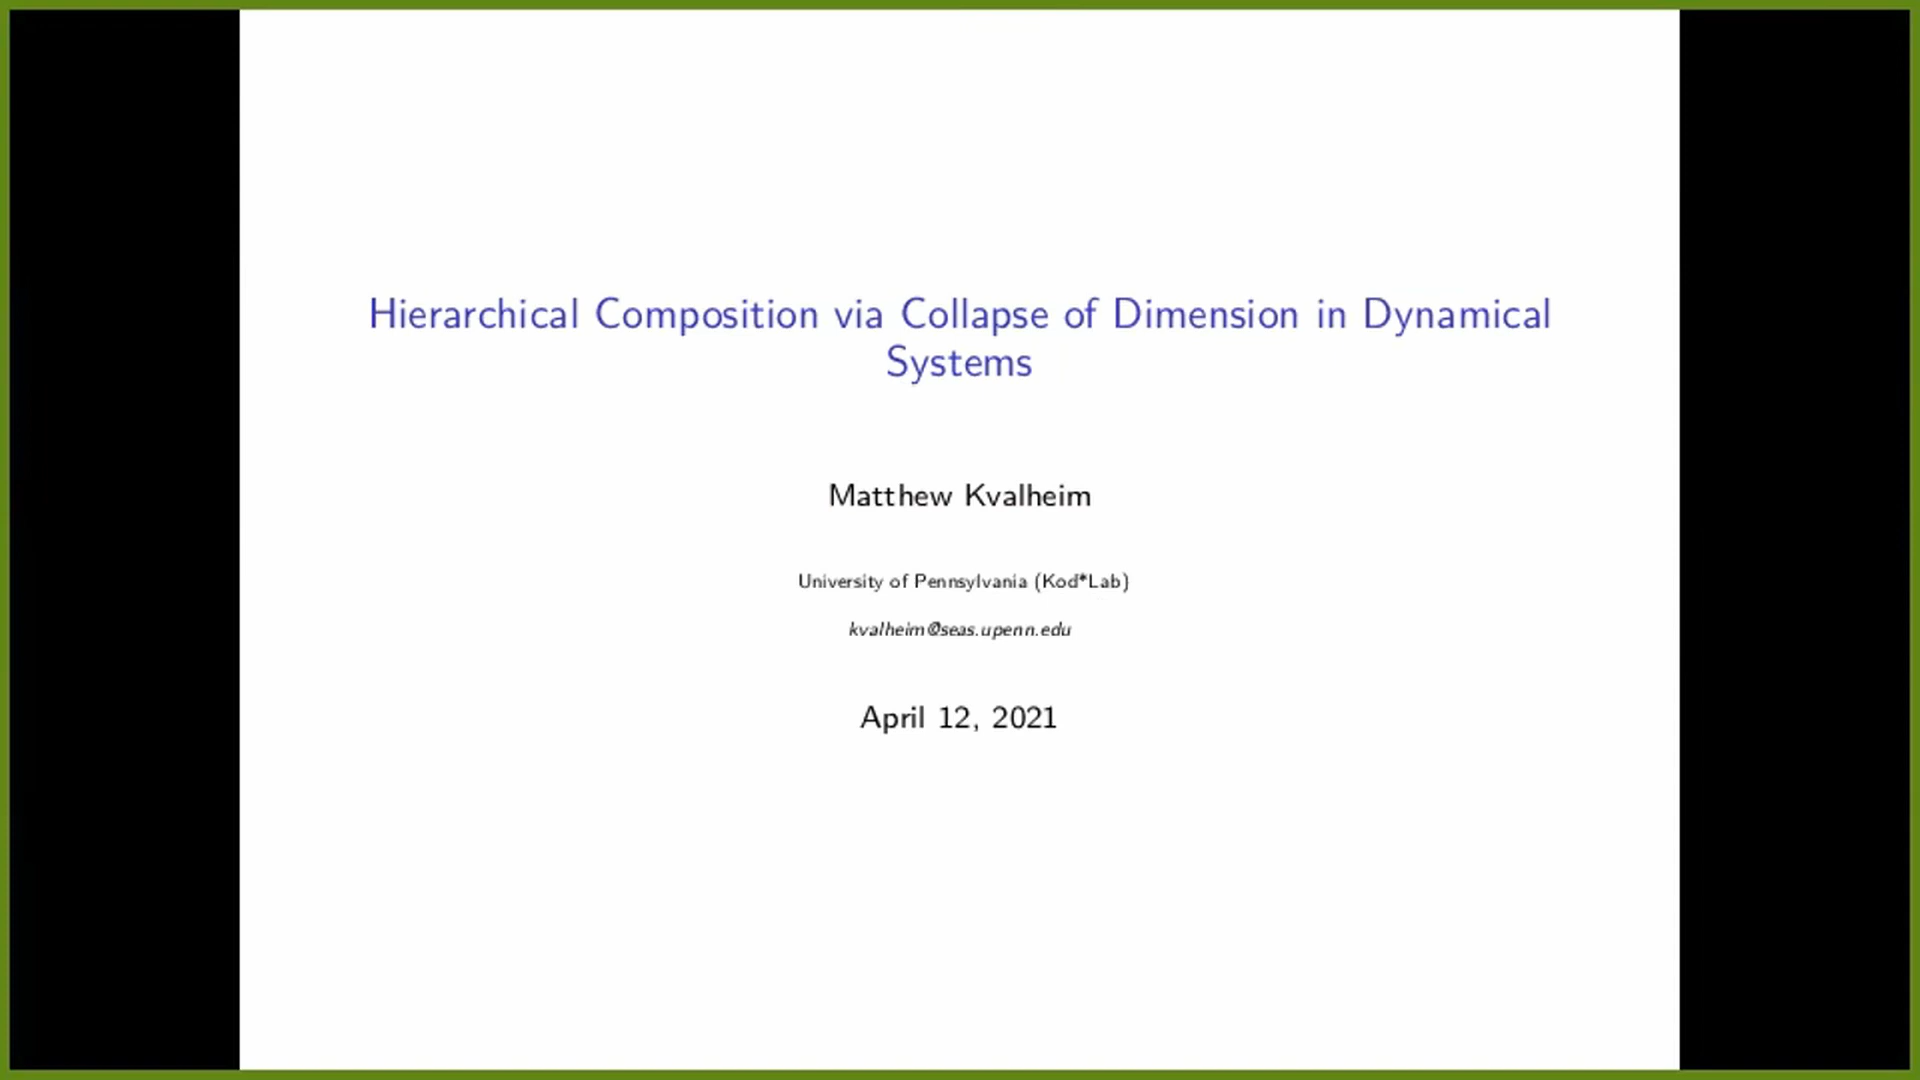 Hierarchical Composition via Collapse of Dimension in Dynamical
Systems
Matthew Kvalheim
University of Pennsylvania (Kod*Lab)
kvalheim@seas.upenn.edu
April 12, 2021